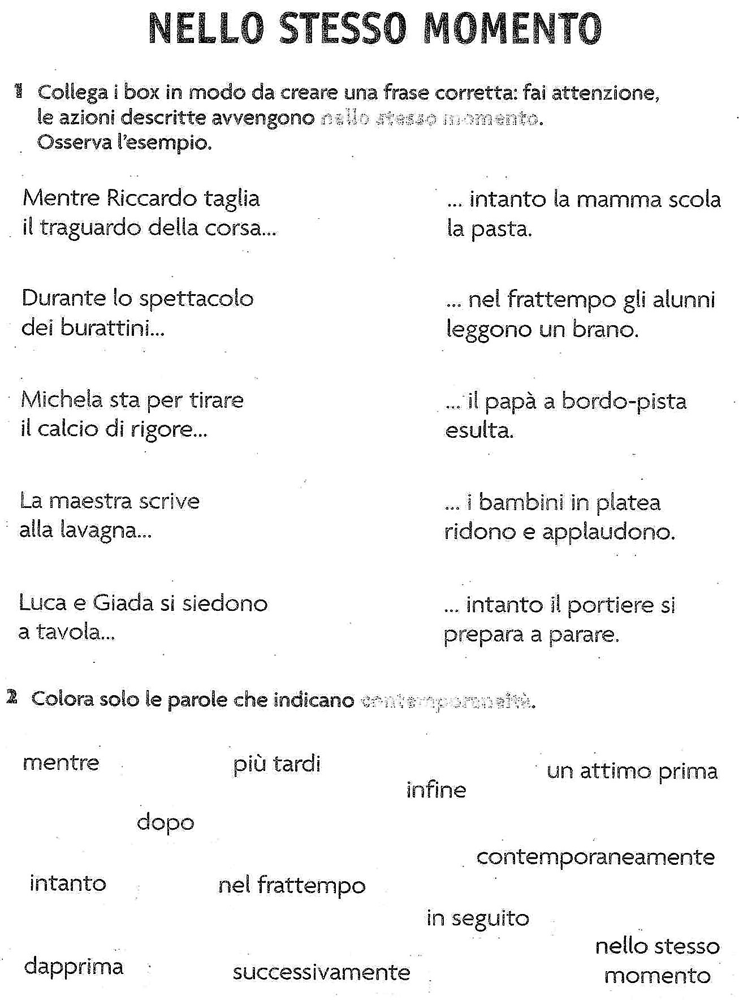 NELLO STESSO MOMENTO
1 Collega i box in modo da creare una frase corretta: fai attenzione,
le azioni descritte avvengono nello stesso momento.
Osserva l'esempio.
Mentre Riccardo taglia
il traguardo della corsa...
... intanto la mamma scola
la pasta.
Durante lo spettacolo
dei burattini...
... nel frattempo gli alunni
leggono un brano.
Michela sta per tirare
il calcio di rigore...
... il papà a bordo-pista
esulta.
La maestra scrive
alla lavagna...
... i bambini in platea
ridono e applaudono.
Luca e Giada si siedono
a tavola...
... intanto il portiere si
prepara a parare.
2 Colora solo le parole che indicano contemporaneità.
mentre
più tardi
un attimo prima
infine
dopo
contemporaneamente
intanto
nel frattempo
in seguito
nello stesso
momento
dapprima
successivamente